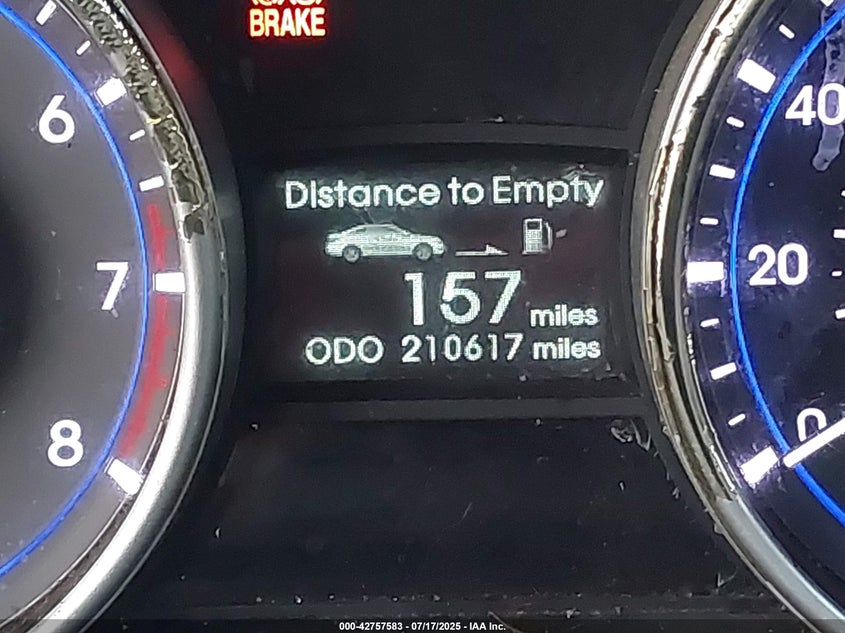 BRAKE
6
7
8
40
20
0
Distance to Empty
157 miles
ODO 210617 miles
000-42757583 - 07/17/2025 - IAA Inc.